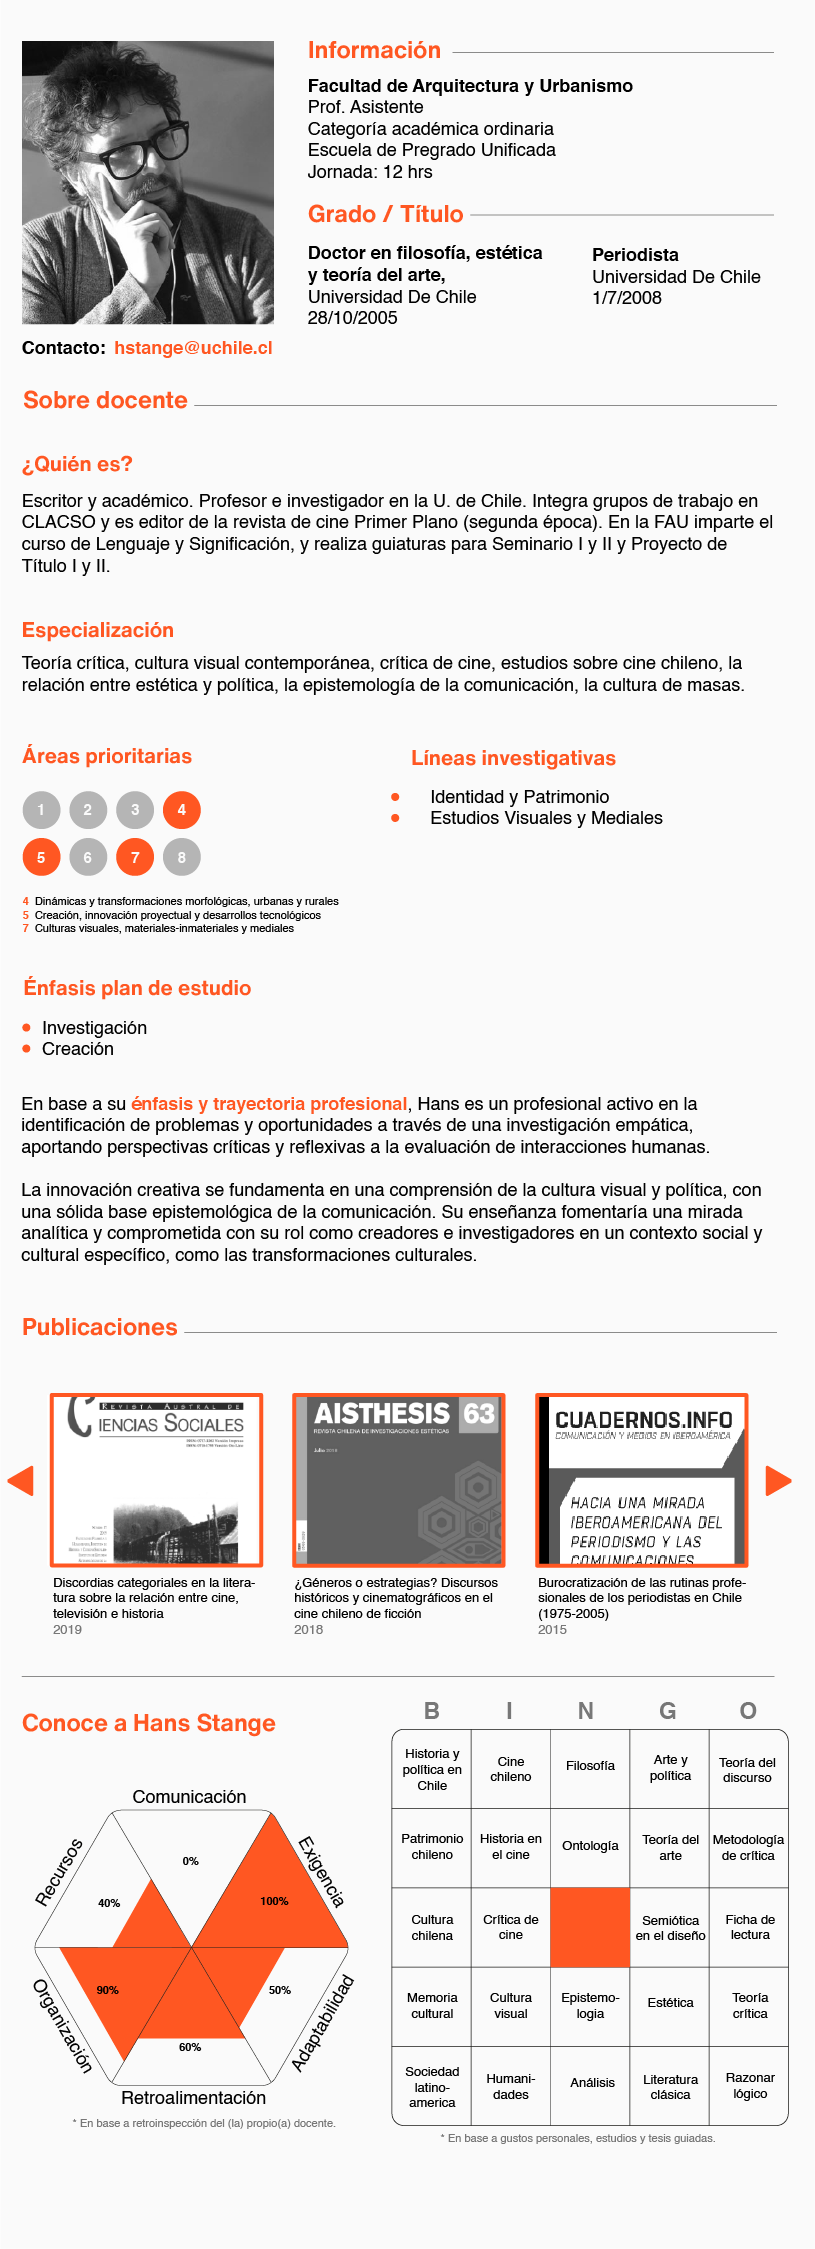 Información
Facultad de Arquitectura y Urbanismo
Prof. Asistente
Categoría académica ordinaria
Escuela de Pregrado Unificada
Jornada: 12 hrs
Grado / Título
Doctor en filosofía, estética
y teoría del arte,
Universidad De Chile
28/10/2005
Periodista
Universidad De Chile
1/7/2008
Contacto: hstange@uchile.cl
Sobre docente
¿Quién es?
Escritor y académico. Profesor e investigador en la U. de Chile. Integra grupos de trabajo en
CLACSO y es editor de la revista de cine Primer Plano (segunda época). En la FAU imparte el
curso de Lenguaje y Significación, y realiza guiaturas para Seminario I y II y Proyecto de
Título I y II.
Especialización
Teoría crítica, cultura visual contemporánea, crítica de cine, estudios sobre cine chileno, la
relación entre estética y política, la epistemología de la comunicación, la cultura de masas.
Áreas prioritarias
1 2 3 4
5 6 7 8
4 Dinámicas y transformaciones morfológicas, urbanas y rurales
5 Creación, innovación proyectual y desarrollos tecnológicos
7 Culturas visuales, materiales-inmateriales y mediales
Líneas investigativas
Identidad y Patrimonio
Estudios Visuales y Mediales
Énfasis plan de estudio
Investigación
Creación
En base a su énfasis y trayectoria profesional, Hans es un profesional activo en la
identificación de problemas y oportunidades a través de una investigación empática,
aportando perspectivas críticas y reflexivas a la evaluación de interacciones humanas.
La innovación creativa se fundamenta en una comprensión de la cultura visual y política, con
una sólida base epistemológica de la comunicación. Su enseñanza fomentaría una mirada
analítica y comprometida con su rol como creadores e investigadores en un contexto social y
cultural específico, como las transformaciones culturales.
Publicaciones
REVISTA AUSTRAL DE
CIENCIAS SOCIALES
AISTHESIS 63
REVISTA CHILENA DE INVESTIGACIONES ESTÉTICAS
Julio 2018
CUADERNOS.INFO
COMUNICACIÓN Y MEDIOS EN IBEROAMÉRICA
HACIA UNA MIRADA
IBEROAMERICANA DEL
PERIODISMO Y LAS
COMUNICACIONES
Discordias categoriales en la litera-
tura sobre la relación entre cine,
televisión e historia
2019
¿Géneros o estrategias? Discursos
históricos y cinematográficos en el
cine chileno de ficción
2018
Burocratización de las rutinas profe-
sionales de los periodistas en Chile
(1975-2005)
2015
Conoce a Hans Stange
Comunicación
0%
Exigencia
100%
Recursos
40%
Organización
90%
50%
Adaptabilidad
60%
Retroalimentación
* En base a retroinspección del (la) propio(a) docente.
B I N G O
Historia y
política en
Chile
Cine
chileno
Filosofía
Arte y
política
Teoría del
discurso
Patrimonio
chileno
Historia en
el cine
Ontología
Teoría del
arte
Metodología
de crítica
Cultura
chilena
Crítica de
cine
Semiótica
en el diseño
Ficha de
lectura
Memoria
cultural
Cultura
visual
Epistemo-
logia
Estética
Teoría
crítica
Sociedad
latino-
america
Humani-
dades
Análisis
Literatura
clásica
Razonar
lógico
* En base a gustos personales, estudios y tesis guiadas.